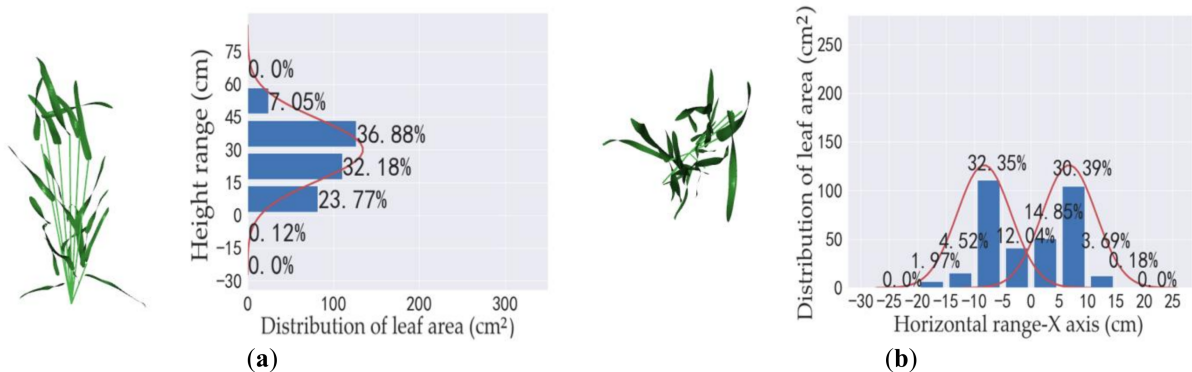 Height range (cm)
75
60
45
30
15
0
−15
−30
0.0%
7.05%
36.88%
32.18%
23.77%
0.12%
0.0%
0 100 200 300
Distribution of leaf area (cm²)
(a)
Distribution of leaf area (cm²)
250
200
150
100
50
0
32.35% 30.39%
14.85%
4.52% 12.04% 3.69%
1.97% 0.18%
0.0% 0.0%
−30 −25 −20 −15 −10 −5 0 5 10 15 20 25
Horizontal range-X axis (cm)
(b)